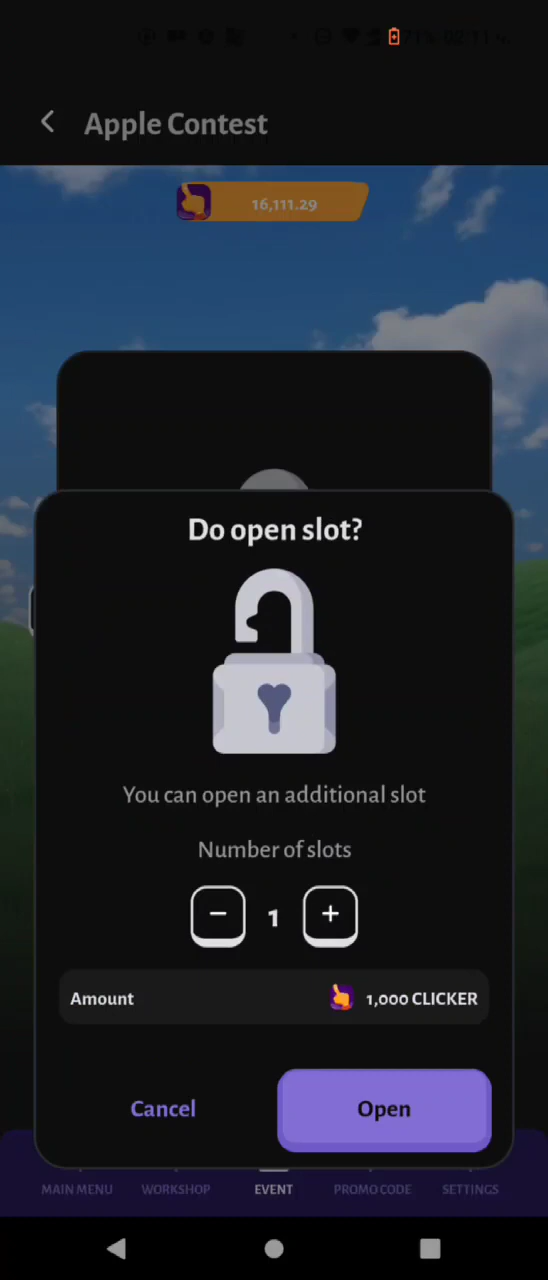 Apple Contest
16,111.29
Do open slot?
You can open an additional slot
Number of slots
− 1 +
Amount 1,000 CLICKER
Cancel Open
MAIN MENU WORKSHOP EVENT PROMO CODE SETTINGS